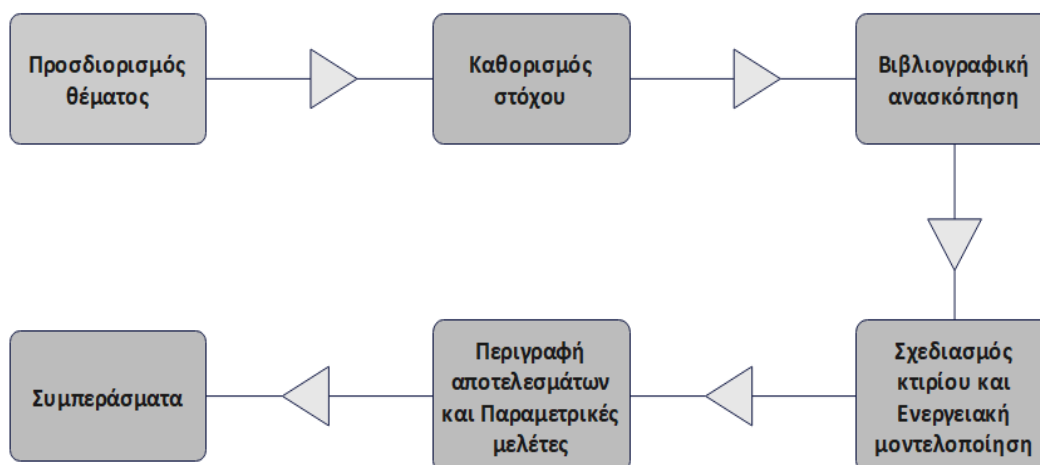 Προσδιορισμός
θέματος
Καθορισμός
στόχου
Βιβλιογραφική
ανασκόπηση
Σχεδιασμός
κτιρίου και
Ενεργειακή
μοντελοποίηση
Περιγραφή
αποτελεσμάτων
και Παραμετρικές
μελέτες
Συμπεράσματα